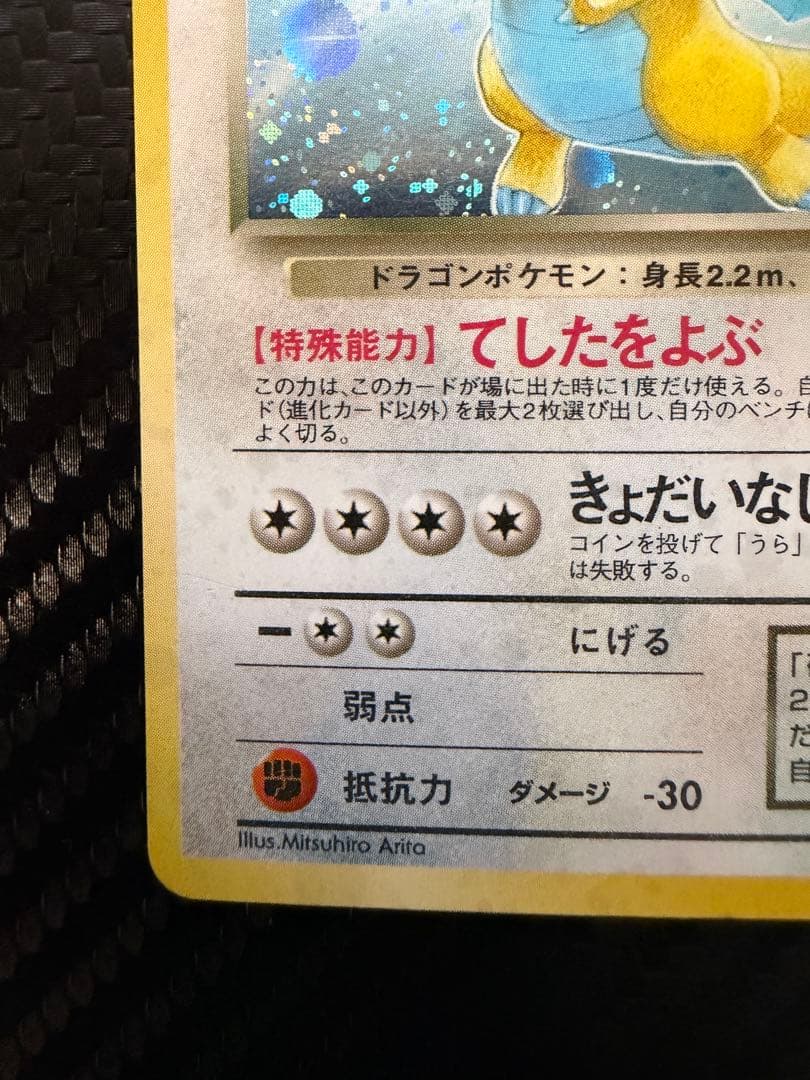 ドラゴンポケモン：身長2.2m、
【特殊能力】てしたをよぶ
この力は、このカードが場に出た時に1度だけ使える。自
ド（進化カード以外）を最大2枚選び出し、自分のベンチに
よく切る。
きょだいな
コインを投げて「うら」
は失敗する。
にげる
弱点
抵抗力 ダメージ -30
「
2
だ
自
Illus.Mitsuhiro Arita